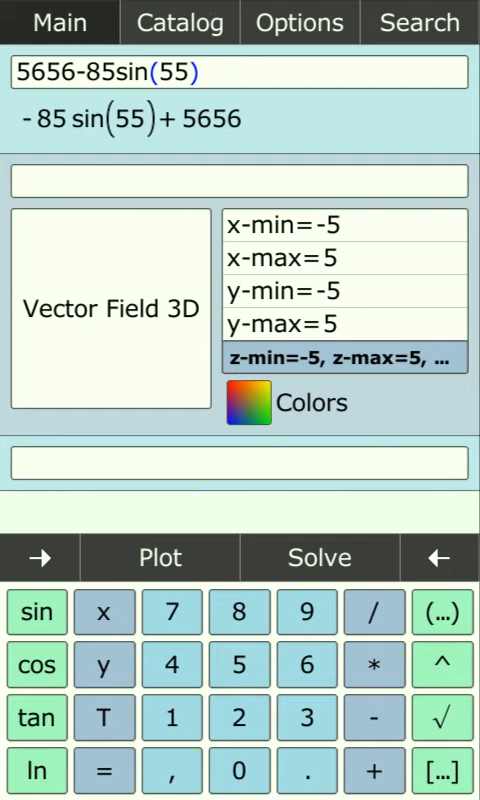 Main Catalog Options Search
5656-85sin(55)
- 85 sin(55)+ 5656
Vector Field 3D
x-min=-5
x-max=5
y-min=-5
y-max=5
z-min=-5, z-max=5, ...
Colors
→ Plot Solve ←
sin x 7 8 9 / (...)
cos y 4 5 6 * ^
tan T 1 2 3 - √
ln = , 0 . + [...]